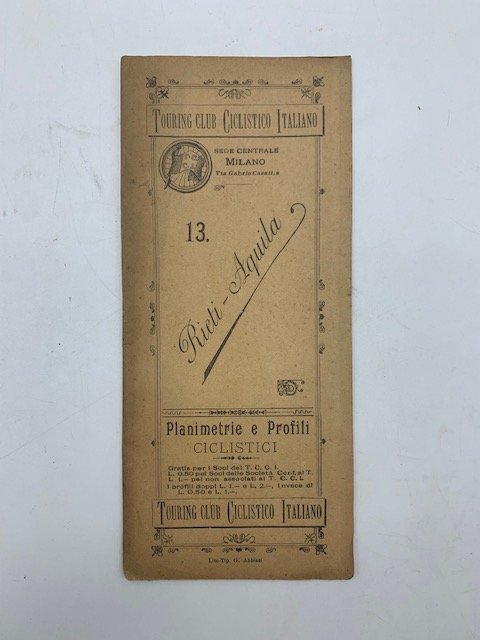 TOURING CLUB CICLISTICO ITALIANO
SEDE CENTRALE
MILANO
Via Gabrio Casati, 2
13.
Rieti - Aquila
Planimetrie e Profili
CICLISTICI
Gratis per i Soci del T. C. C. I.
L. 0,50 pei Soci delle Società Cont. al T.
L. 1.— pei non associati al T. C. C. I.
I profili doppi L. 1.— e L. 2.—, invece di
L. 0,50 e L. 1.—.
TOURING CLUB CICLISTICO ITALIANO
Lito-Tip. G. Abbiati